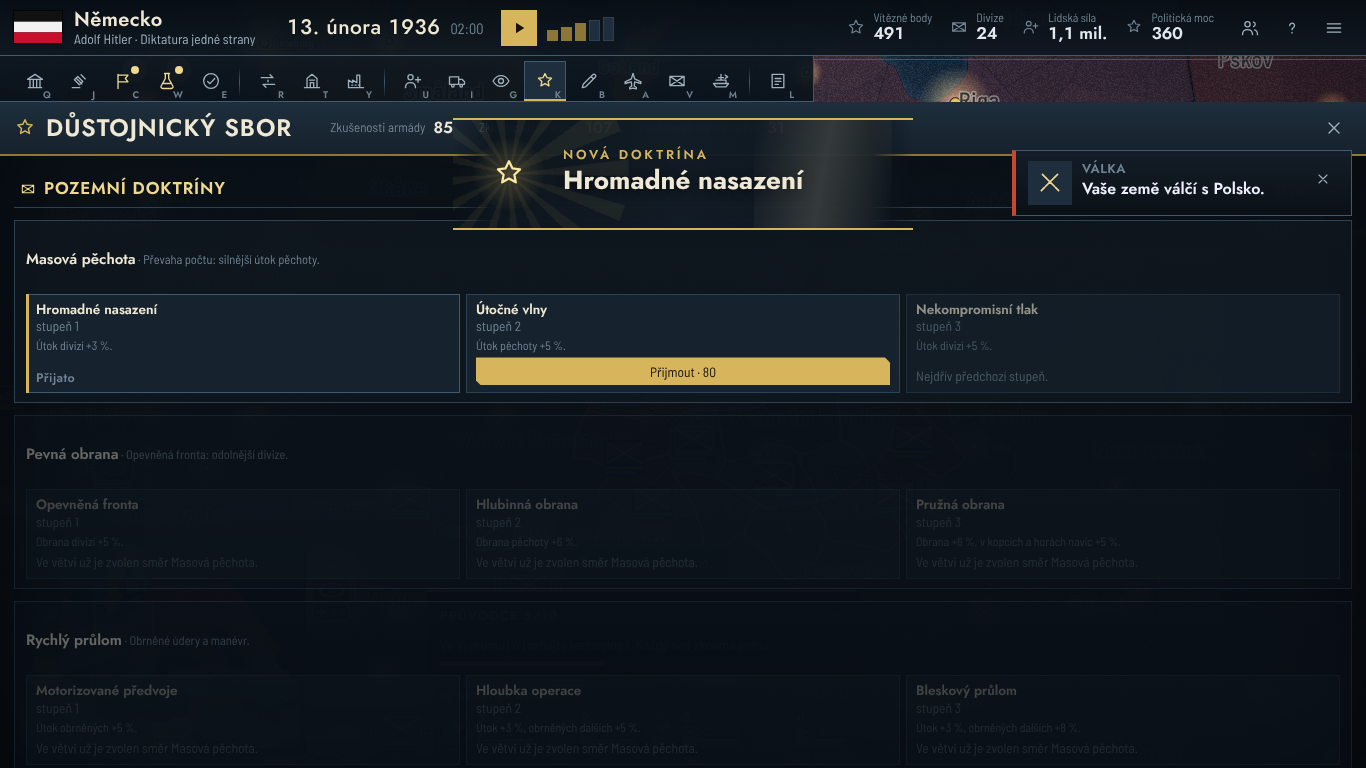 Německo
Adolf Hitler · Diktatura jedné strany
13. února 1936 02:00
Vítězné body
491
Divize
24
Lidská síla
1,1 mil.
Politická moc
360
?
Q J C W E R T Y U I G K B A V M L
Pskov
Riga
DŮSTOJNICKÝ SBOR
Zkušenosti armády 85
107
31
NOVÁ DOKTRÍNA
Hromadné nasazení
VÁLKA
Vaše země válčí s Polsko.
POZEMNÍ DOKTRÍNY
Masová pěchota · Převaha počtu: silnější útok pěchoty.
Hromadné nasazení
stupeň 1
Útok divizí +3 %.
Přijato
Útočné vlny
stupeň 2
Útok pěchoty +5 %.
Přijmout · 80
Nekompromisní tlak
stupeň 3
Útok divizí +5 %.
Nejdřív předchozí stupeň.
Pevná obrana · Opevněná fronta: odolnější divize.
Opevněná fronta
stupeň 1
Obrana divizí +5 %.
Ve větvi už je zvolen směr Masová pěchota.
Hlubinná obrana
stupeň 2
Obrana pěchoty +6 %.
Ve větvi už je zvolen směr Masová pěchota.
Pružná obrana
stupeň 3
Obrana +6 %, v kopcích a horách navíc +5 %.
Ve větvi už je zvolen směr Masová pěchota.
Rychlý průlom · Obrněné údery a manévr.
Motorizované předvoje
stupeň 1
Útok obrněných +5 %.
Ve větvi už je zvolen směr Masová pěchota.
Hloubka operace
stupeň 2
Útok +3 %, obrněných dalších +5 %.
Ve větvi už je zvolen směr Masová pěchota.
Bleskový průlom
stupeň 3
Útok +3 %, obrněných dalších +8 %.
Ve větvi už je zvolen směr Masová pěchota.